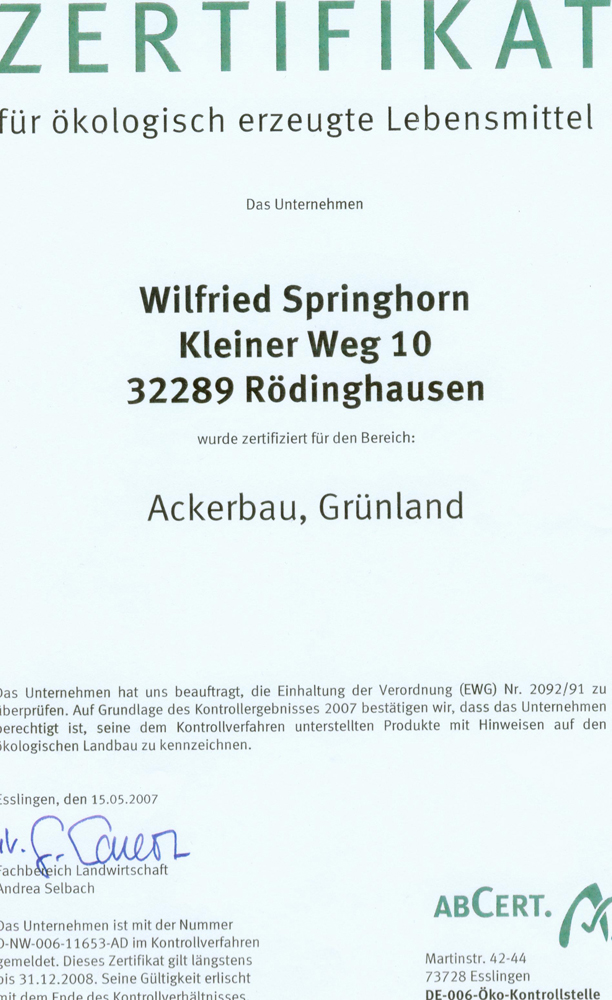 ZERTIFIKAT
für ökologisch erzeugte Lebensmittel
Das Unternehmen
Wilfried Springhorn
Kleiner Weg 10
32289 Rödinghausen
wurde zertifiziert für den Bereich:
Ackerbau, Grünland
Das Unternehmen hat uns beauftragt, die Einhaltung der Verordnung (EWG) Nr. 2092/91 zu
überprüfen. Auf Grundlage des Kontrollergebnisses 2007 bestätigen wir, dass das Unternehmen
berechtigt ist, seine dem Kontrollverfahren unterstellten Produkte mit Hinweisen auf den
ökologischen Landbau zu kennzeichnen.
Esslingen, den 15.05.2007
Fachbereich Landwirtschaft
Andrea Selbach
Das Unternehmen ist mit der Nummer
D-NW-006-11653-AD im Kontrollverfahren
gemeldet. Dieses Zertifikat gilt längstens
bis 31.12.2008. Seine Gültigkeit erlischt
mit dem Ende des Kontrollverhältnisses.
ABCERT.
Martinstr. 42-44
73728 Esslingen
DE-006-Öko-Kontrollstelle